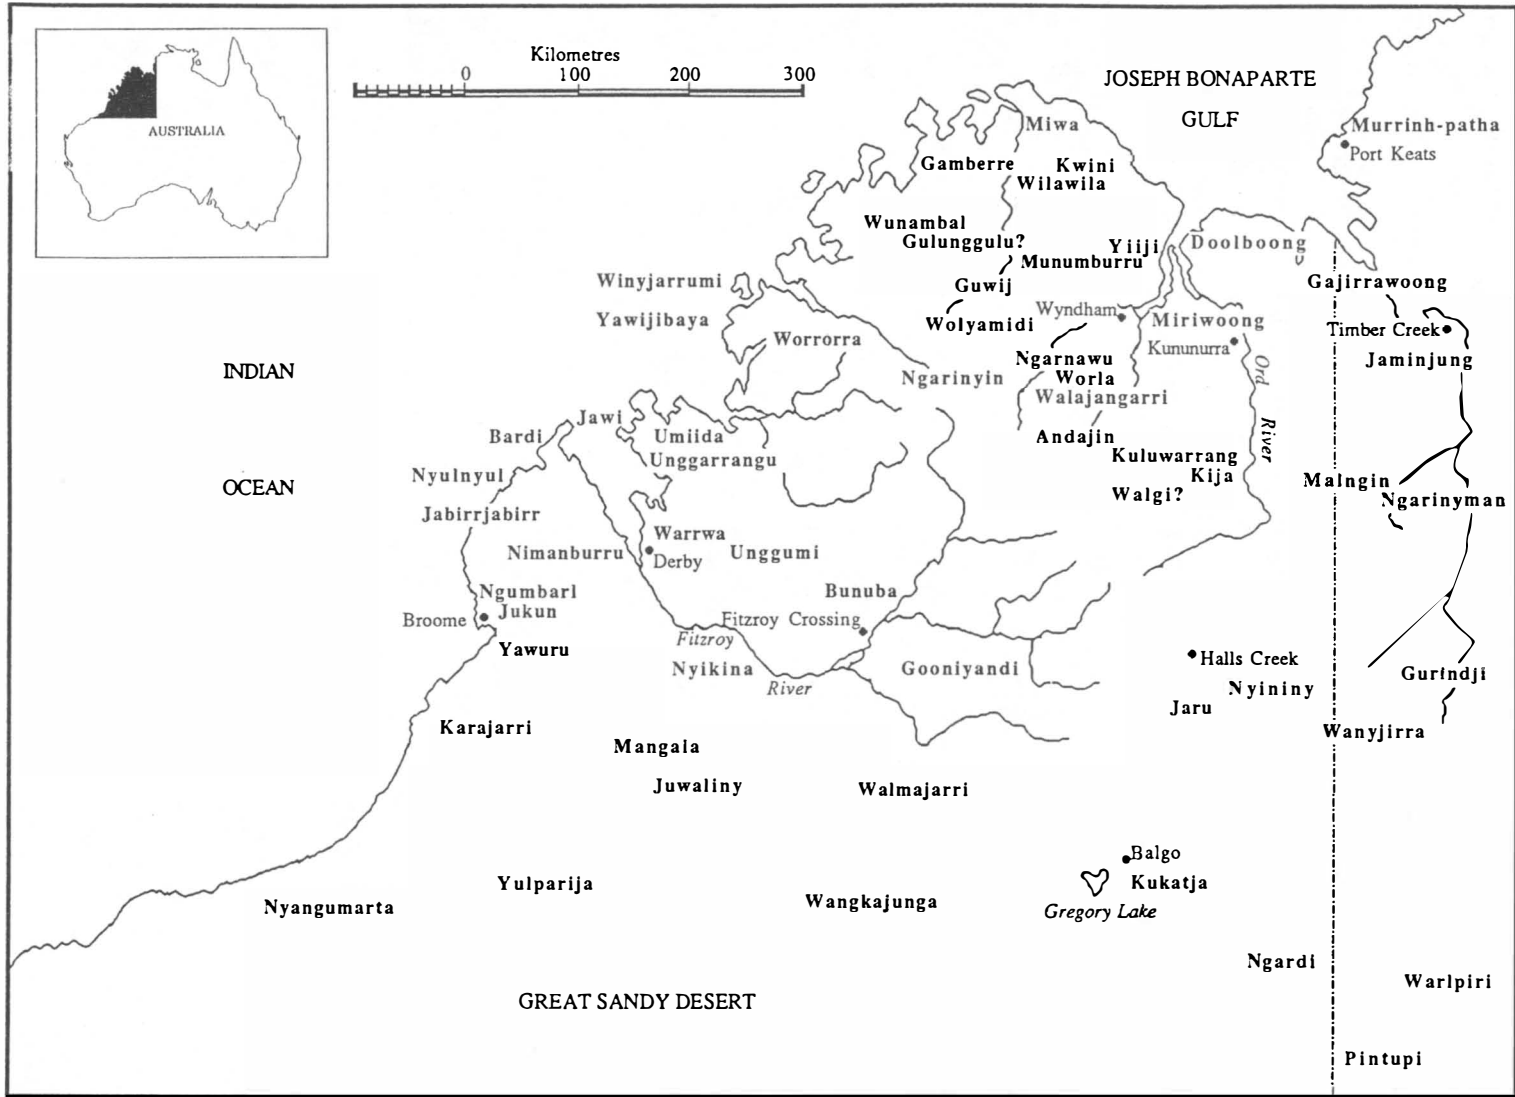 AUSTRALIA
Kilometres
0 100 200 300
JOSEPH BONAPARTE
GULF
Miwa
Murrinh-patha
Port Keats
Gamberre
Kwini
Wilawila
Wunambal
Gulunggulu?
Yiiji
Doolboong
Munumburru
Winyjarrumi
Guwij
Gajirrawoong
Yawijibaya
Wolyamidi
Wyndham
Miriwoong
Timber Creek
Worrorra
Kununurra
Ngarnawu
Jaminjung
INDIAN
Ngarinyin
Worla
Ord
River
Walajangarri
Jawi
Bardi
Umiida
Andajin
Unggarrangu
Kuluwarrang
Nyulnyul
Kija
OCEAN
Malngin
Walgi?
Ngarinyman
Jabirrjabirr
Warrwa
Nimanburru
Unggumi
Derby
Ngumbarl
Bunuba
Jukun
Broome
Fitzroy Crossing
Fitzroy
Yawuru
Nyikina
River
Gooniyandi
Halls Creek
Gurindji
Nyininy
Jaru
Karajarri
Wanyjirra
Mangala
Juwaliny
Walmajarri
Balgo
Yulparija
Kukatja
Nyangumarta
Wangkajunga
Gregory Lake
Ngardi
Warlpiri
GREAT SANDY DESERT
Pintupi